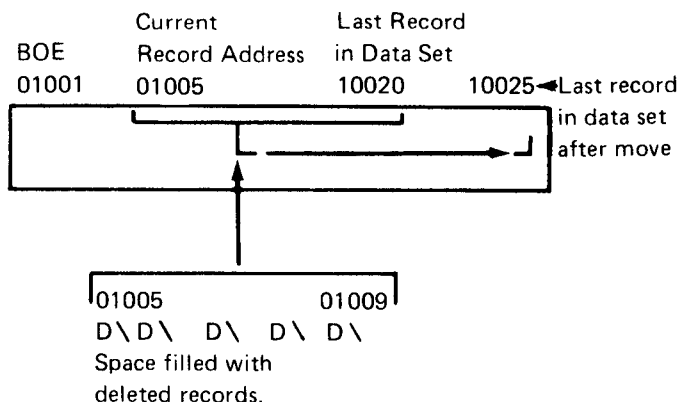 Current Last Record
BOE Record Address in Data Set
01001 01005 10020 10025 Last record
in data set
after move
01005 01009
D\ D\ D\ D\ D\
Space filled with
deleted records.